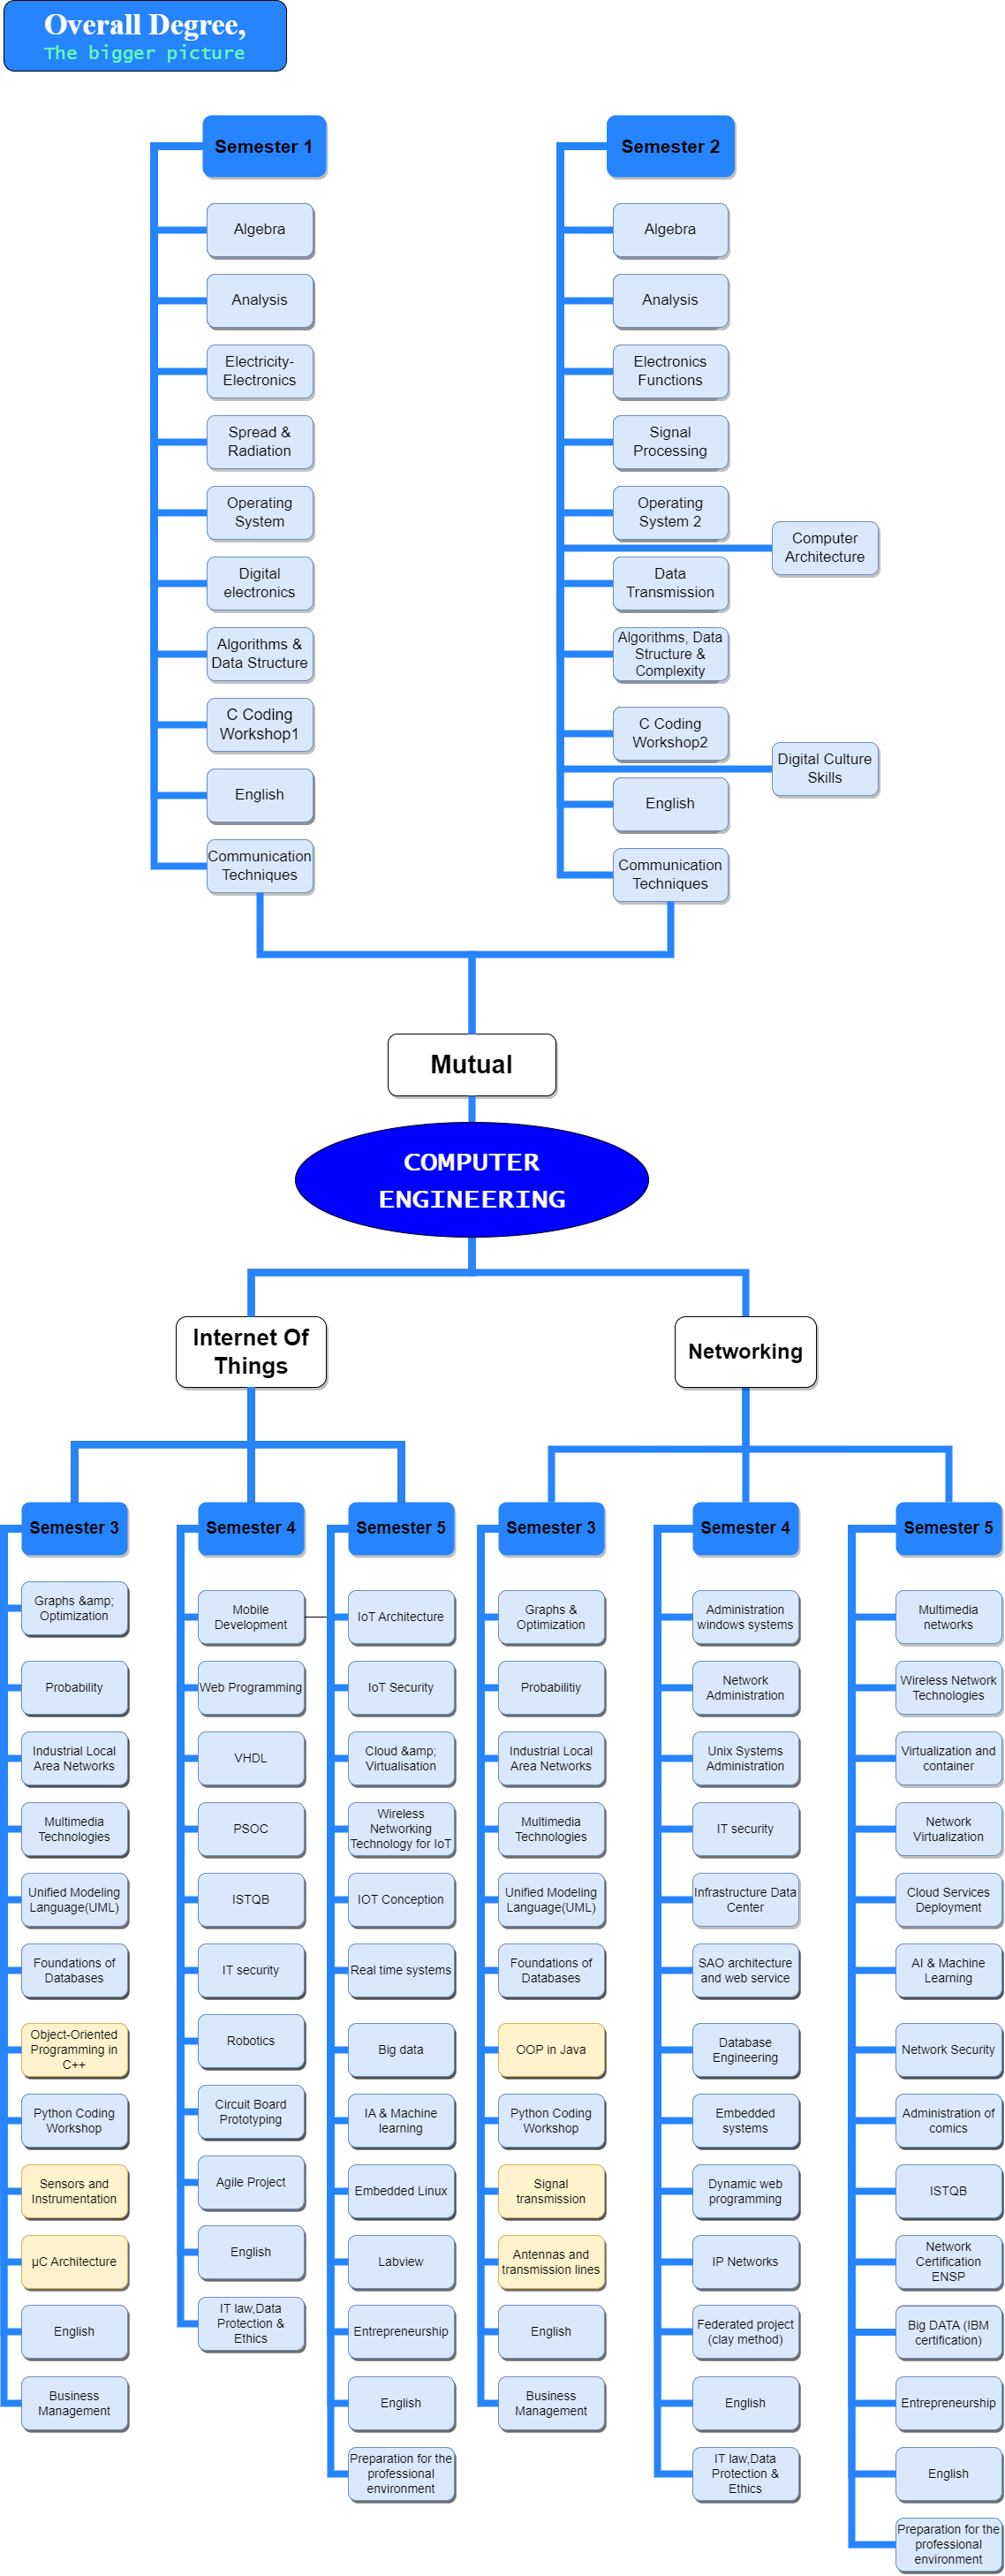 Overall Degree,
The bigger picture
Semester 1
Algebra
Analysis
Electricity-
Electronics
Spread &
Radiation
Operating
System
Digital
electronics
Algorithms &
Data Structure
C Coding
Workshop1
English
Communication
Techniques
Semester 2
Algebra
Analysis
Electronics
Functions
Signal
Processing
Operating
System 2
Computer
Architecture
Data
Transmission
Algorithms, Data
Structure &
Complexity
C Coding
Workshop2
Digital Culture
Skills
English
Communication
Techniques
Mutual
COMPUTER
ENGINEERING
Internet Of
Things
Networking
Semester 3
Graphs &amp;
Optimization
Probability
Industrial Local
Area Networks
Multimedia
Technologies
Unified Modeling
Language(UML)
Foundations of
Databases
Object-Oriented
Programming in
C++
Python Coding
Workshop
Sensors and
Instrumentation
µC Architecture
English
Business
Management
Semester 4
Mobile
Development
Web Programming
VHDL
PSOC
ISTQB
IT security
Robotics
Circuit Board
Prototyping
Agile Project
English
IT law,Data
Protection &
Ethics
Semester 5
IoT Architecture
IoT Security
Cloud &amp;
Virtualisation
Wireless
Networking
Technology for IoT
IOT Conception
Real time systems
Big data
IA & Machine
learning
Embedded Linux
Labview
Entrepreneurship
English
Preparation for the
professional
environment
Semester 3
Graphs &
Optimization
Probabilitiy
Industrial Local
Area Networks
Multimedia
Technologies
Unified Modeling
Language(UML)
Foundations of
Databases
OOP in Java
Python Coding
Workshop
Signal
transmission
Antennas and
transmission lines
English
Business
Management
Semester 4
Administration
windows systems
Network
Administration
Unix Systems
Administration
IT security
Infrastructure Data
Center
SAO architecture
and web service
Database
Engineering
Embedded
systems
Dynamic web
programming
IP Networks
Federated project
(clay method)
English
IT law,Data
Protection &
Ethics
Semester 5
Multimedia
networks
Wireless Network
Technologies
Virtualization and
container
Network
Virtualization
Cloud Services
Deployment
AI & Machine
Learning
Network Security
Administration of
comics
ISTQB
Network
Certification
ENSP
Big DATA (IBM
certification)
Entrepreneurship
English
Preparation for the
professional
environment